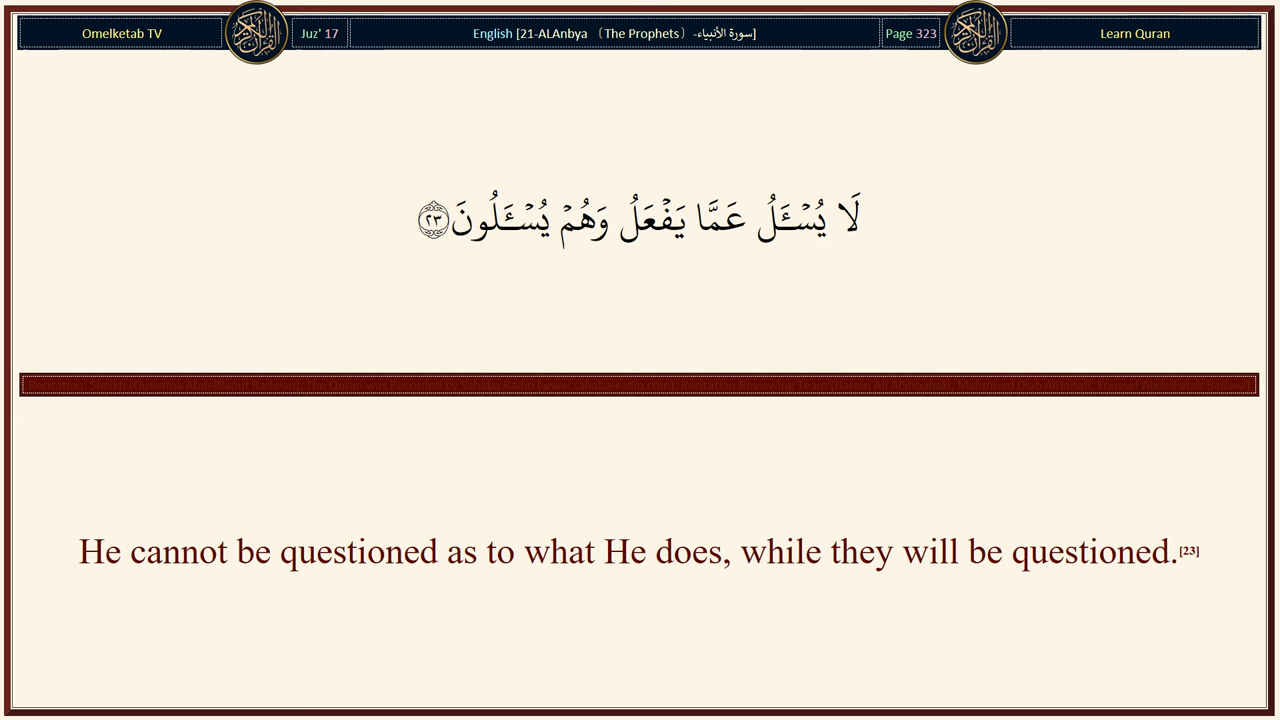 Omelketab TV
Juz' 17
English [21-ALAnbya 〔The Prophets〕 -سورة الأنبياء]
Page 323
Learn Quran
لَا يُسْـَٔلُ عَمَّا يَفْعَلُ وَهُمْ يُسْـَٔلُونَ ٢٣
He cannot be questioned as to what He does, while they will be questioned.[23]